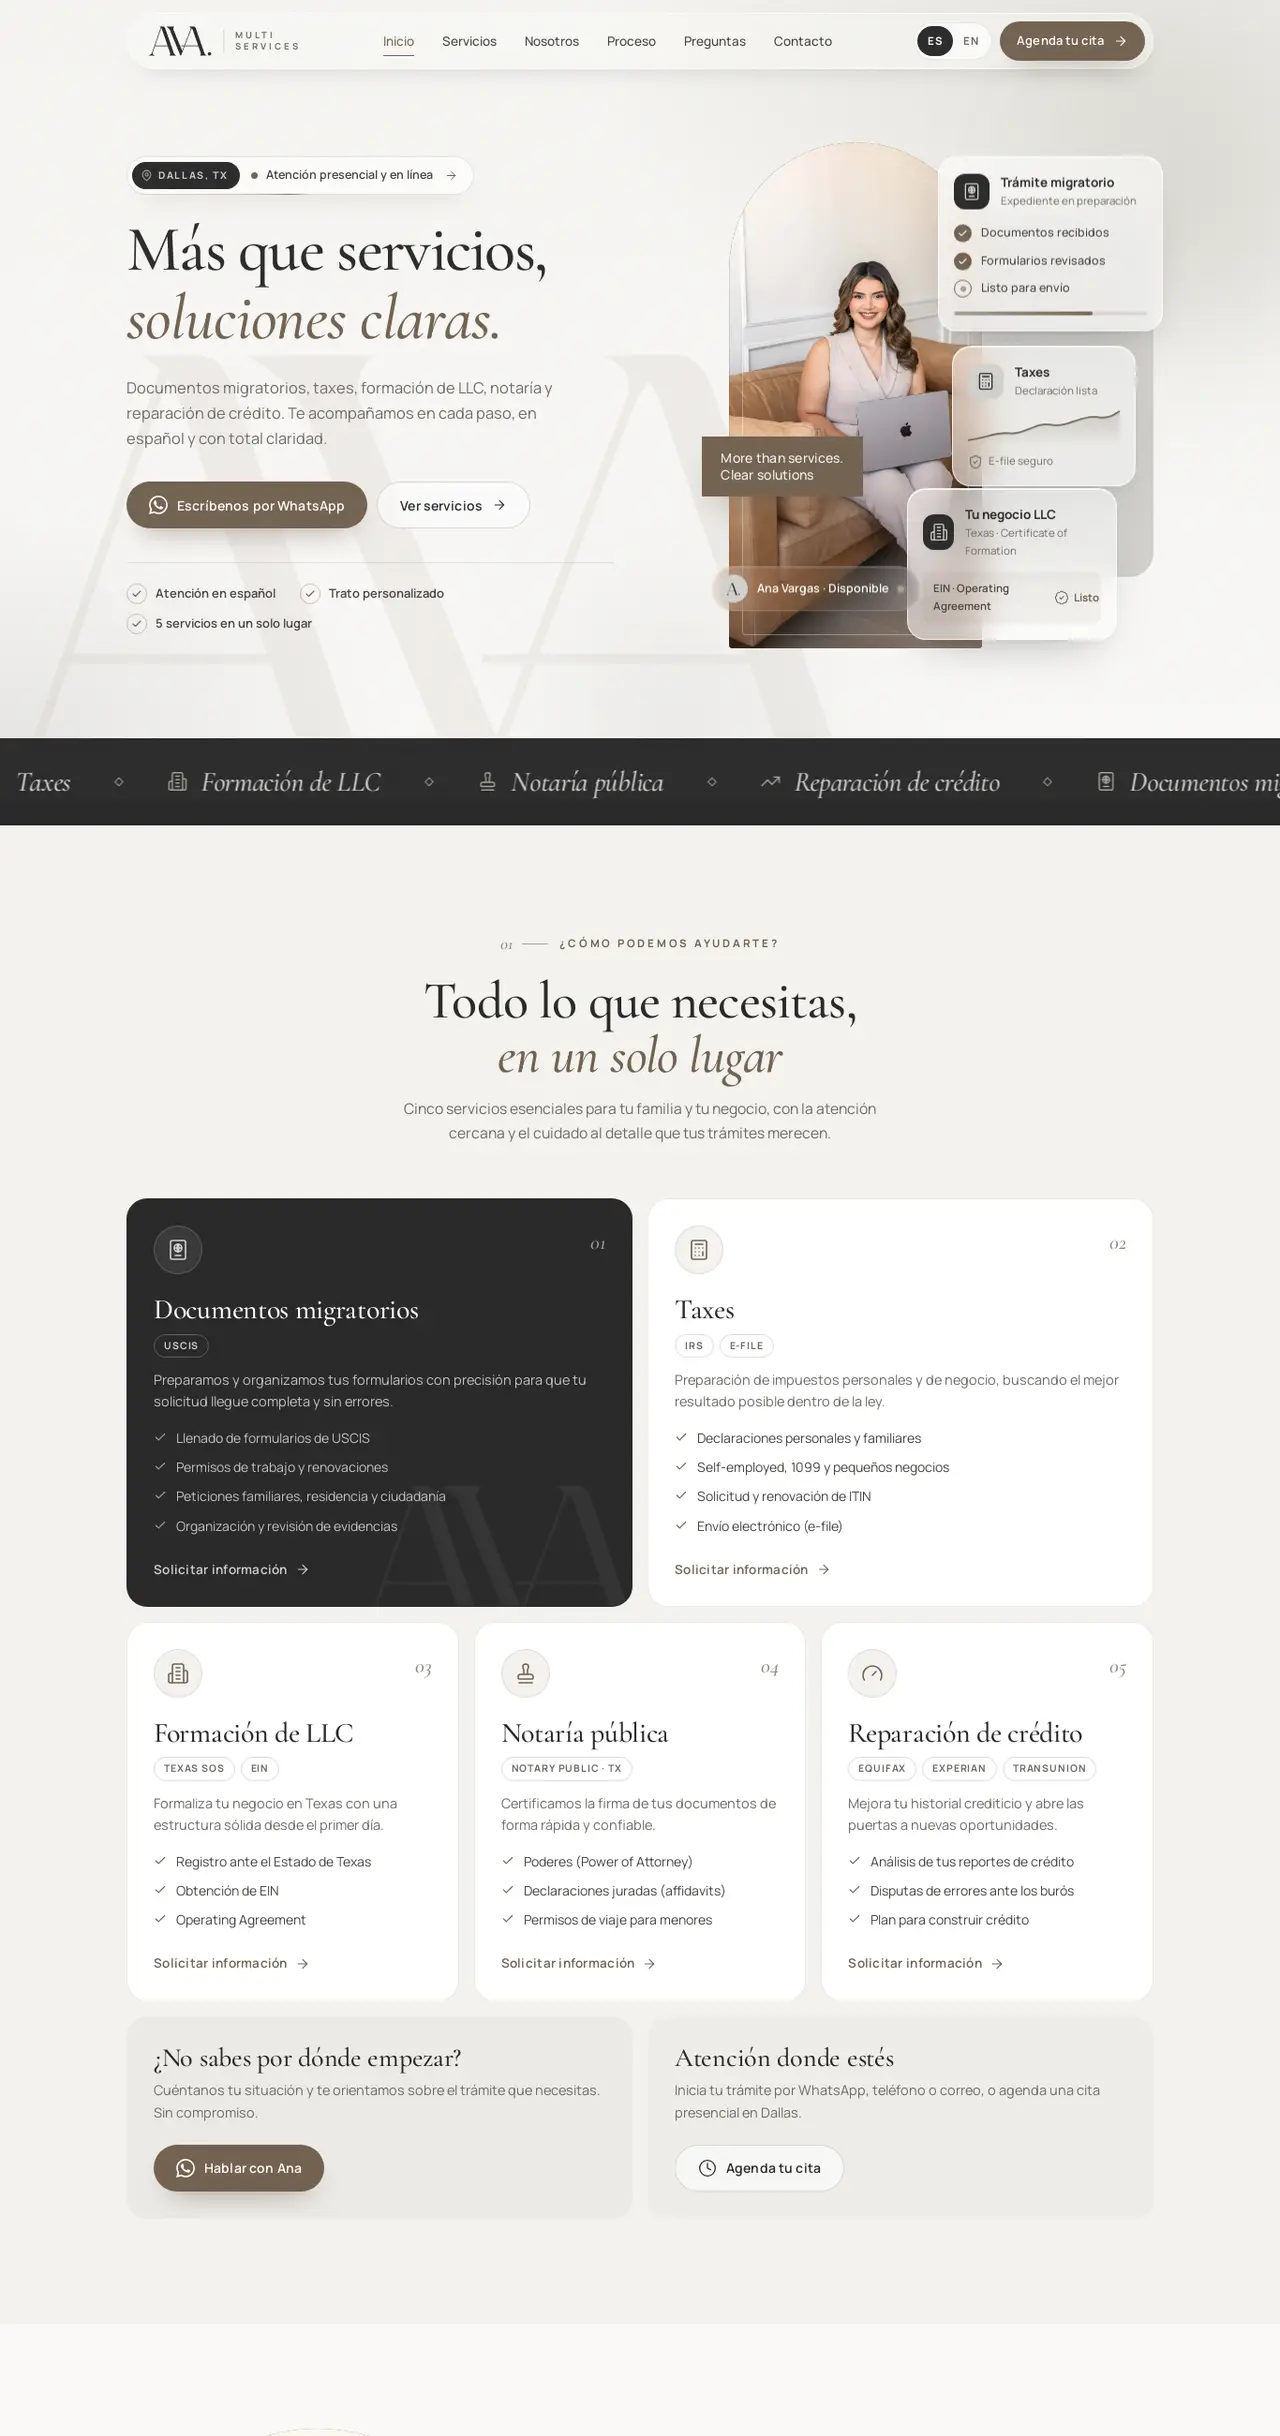 AVA.
MULTI
SERVICES
Inicio
Servicios
Nosotros
Proceso
Preguntas
Contacto
ES
EN
Agenda tu cita
DALLAS, TX
Atención presencial y en línea
Más que servicios,
soluciones claras.
Documentos migratorios, taxes, formación de LLC, notaría y
reparación de crédito. Te acompañamos en cada paso, en
español y con total claridad.
Escríbenos por WhatsApp
Ver servicios
Atención en español
Trato personalizado
5 servicios en un solo lugar
Trámite migratorio
Expediente en preparación
Documentos recibidos
Formularios revisados
Listo para envío
Taxes
Declaración lista
E-file seguro
More than services.
Clear solutions
Tu negocio LLC
Texas · Certificate of
Formation
EIN · Operating
Agreement
Listo
A.
Ana Vargas · Disponible
AVA
Taxes
Formación de LLC
Notaría pública
Reparación de crédito
Documentos mig
01
¿CÓMO PODEMOS AYUDARTE?
Todo lo que necesitas,
en un solo lugar
Cinco servicios esenciales para tu familia y tu negocio, con la atención
cercana y el cuidado al detalle que tus trámites merecen.
01
Documentos migratorios
USCIS
Preparamos y organizamos tus formularios con precisión para que tu
solicitud llegue completa y sin errores.
Llenado de formularios de USCIS
Permisos de trabajo y renovaciones
Peticiones familiares, residencia y ciudadanía
Organización y revisión de evidencias
Solicitar información
AVA
02
Taxes
IRS
E-FILE
Preparación de impuestos personales y de negocio, buscando el mejor
resultado posible dentro de la ley.
Declaraciones personales y familiares
Self-employed, 1099 y pequeños negocios
Solicitud y renovación de ITIN
Envío electrónico (e-file)
Solicitar información
03
Formación de LLC
TEXAS SOS
EIN
Formaliza tu negocio en Texas con una
estructura sólida desde el primer día.
Registro ante el Estado de Texas
Obtención de EIN
Operating Agreement
Solicitar información
04
Notaría pública
NOTARY PUBLIC · TX
Certificamos la firma de tus documentos de
forma rápida y confiable.
Poderes (Power of Attorney)
Declaraciones juradas (affidavits)
Permisos de viaje para menores
Solicitar información
05
Reparación de crédito
EQUIFAX
EXPERIAN
TRANSUNION
Mejora tu historial crediticio y abre las
puertas a nuevas oportunidades.
Análisis de tus reportes de crédito
Disputas de errores ante los burós
Plan para construir crédito
Solicitar información
¿No sabes por dónde empezar?
Cuéntanos tu situación y te orientamos sobre el trámite que necesitas.
Sin compromiso.
Hablar con Ana
Atención donde estés
Inicia tu trámite por WhatsApp, teléfono o correo, o agenda una cita
presencial en Dallas.
Agenda tu cita